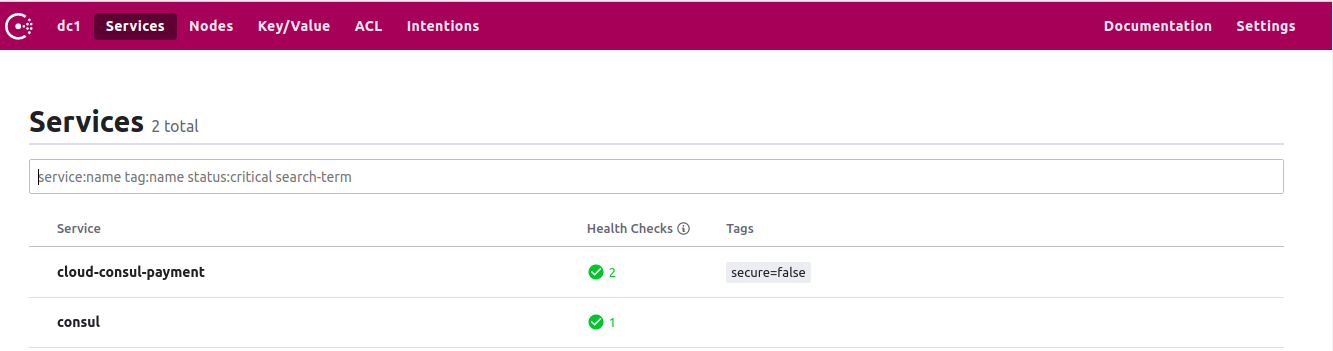 dc1 Services Nodes Key/Value ACL Intentions Documentation Settings
Services 2 total
service:name tag:name status:critical search-term
Service Health Checks Tags
cloud-consul-payment 2 secure=false
consul 1